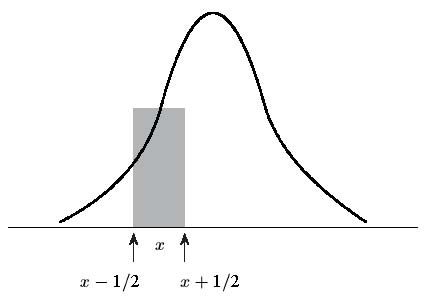 x
x − 1/2 x + 1/2